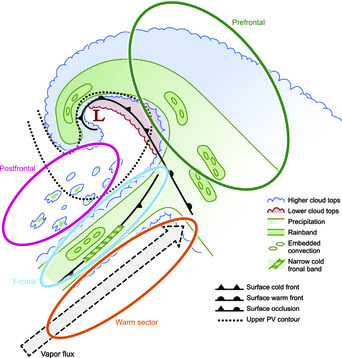 Prefrontal
L
Postfrontal
Frontal
Warm sector
Vapor flux
Higher cloud tops
Lower cloud tops
Precipitation
Rainband
Embedded
convection
Narrow cold
frontal band
Surface cold front
Surface warm front
Surface occlusion
Upper PV contour